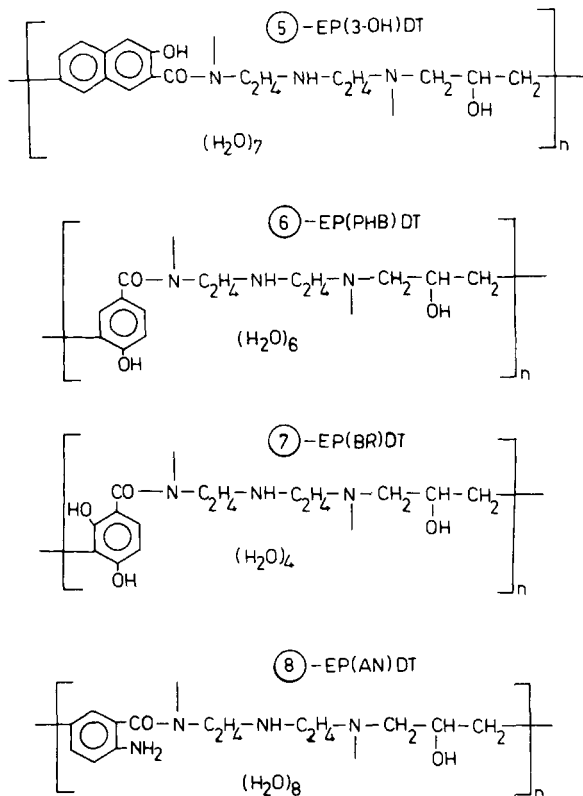 5 -EP(3-OH)DT
OH
CO-N-C₂H₄-NH-C₂H₄-N-CH₂-CH-CH₂
OH
(H₂O)₇
n
6 -EP(PHB)DT
CO-N-C₂H₄-NH-C₂H₄-N-CH₂-CH-CH₂
OH
(H₂O)₆
OH
n
7 -EP(BR)DT
CO-N-C₂H₄-NH-C₂H₄-N-CH₂-CH-CH₂
HO
OH
(H₂O)₄
OH
n
8 -EP(AN)DT
CO-N-C₂H₄-NH-C₂H₄-N-CH₂-CH-CH₂
NH₂
OH
(H₂O)₈
n